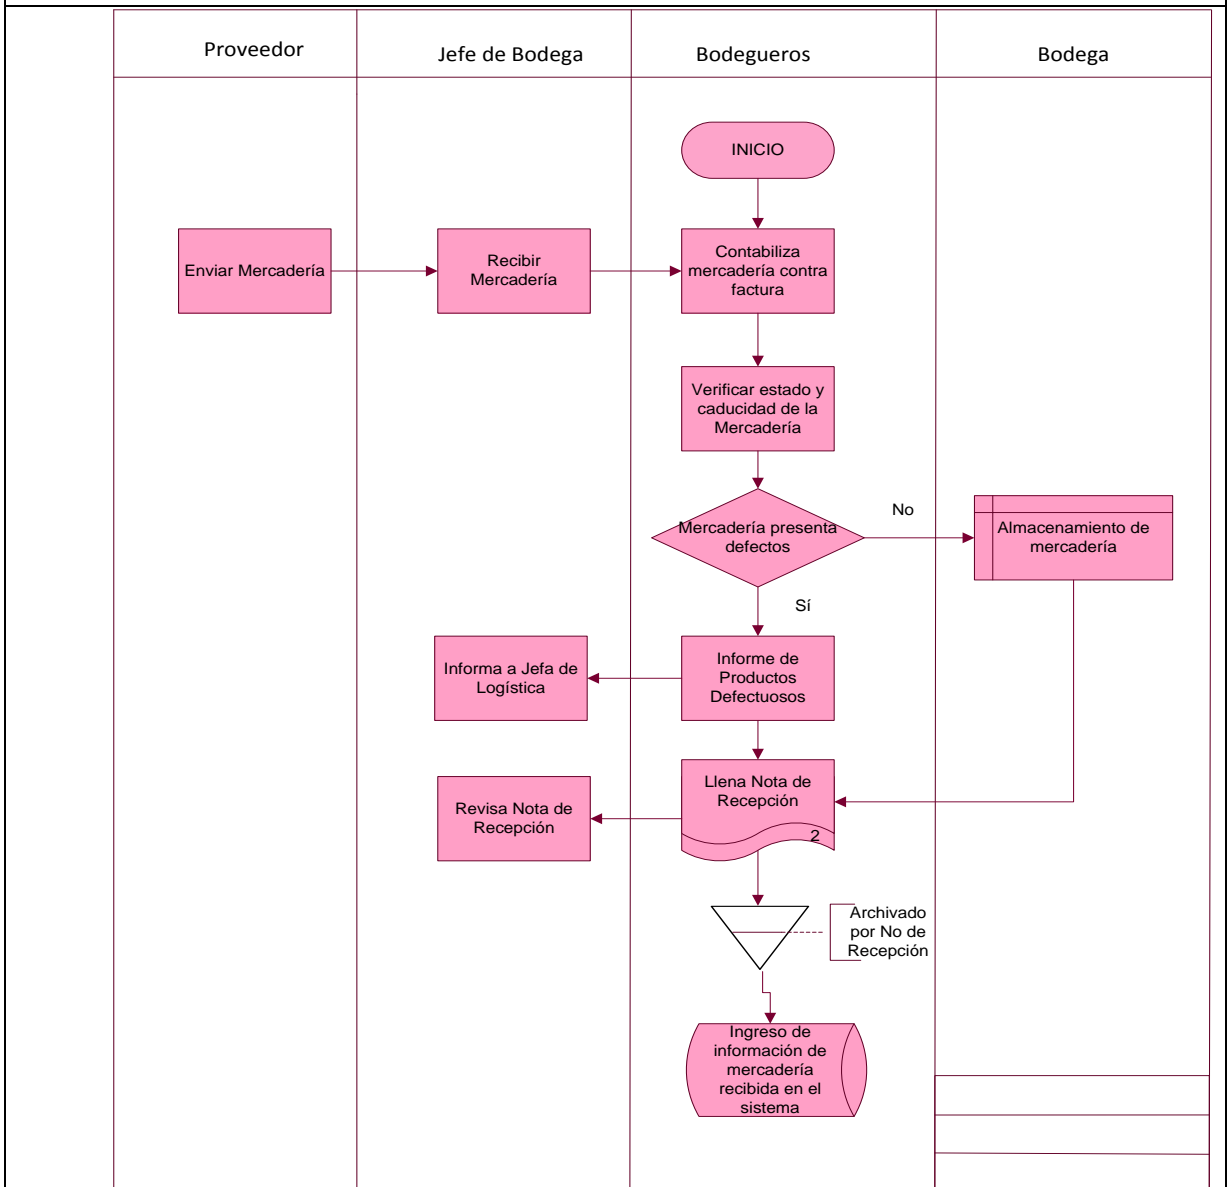 Proveedor
Jefe de Bodega
Bodegueros
Bodega
INICIO
Enviar Mercadería
Recibir
Mercadería
Contabiliza
mercadería contra
factura
Verificar estado y
caducidad de la
Mercadería
Mercadería presenta
defectos
No
Almacenamiento de
mercadería
Sí
Informa a Jefa de
Logística
Informe de
Productos
Defectuosos
Revisa Nota de
Recepción
Llena Nota de
Recepción
2
Archivado
por No de
Recepción
Ingreso de
información de
mercadería
recibida en el
sistema